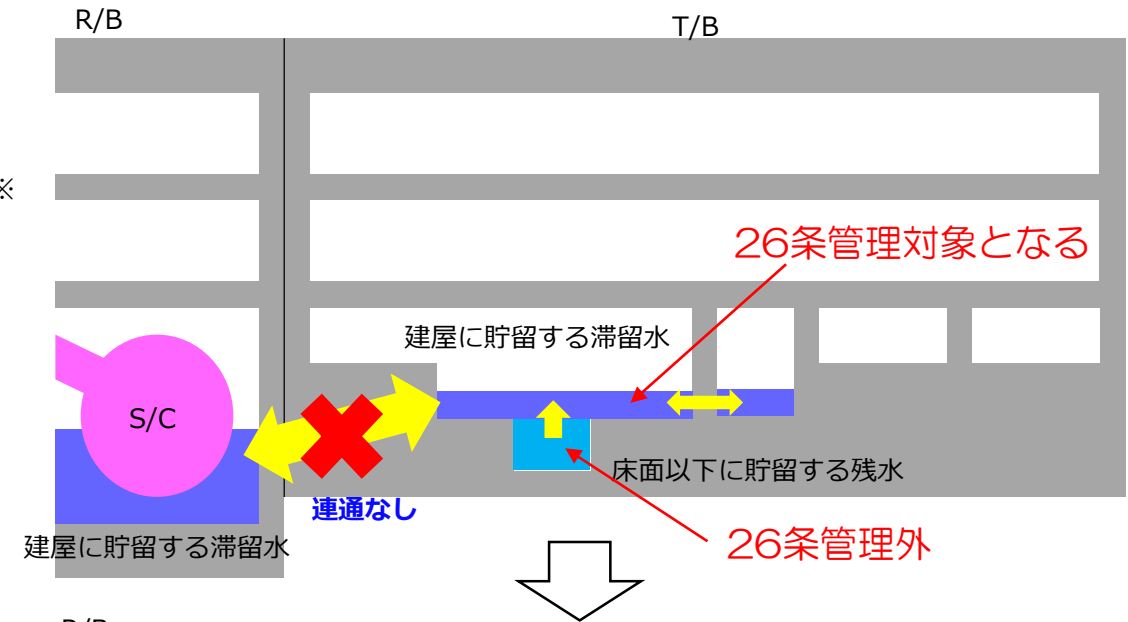 R/B
T/B
※
26条管理対象となる
建屋に貯留する滞留水
S/C
床面以下に貯留する残水
連通なし
26条管理外
建屋に貯留する滞留水